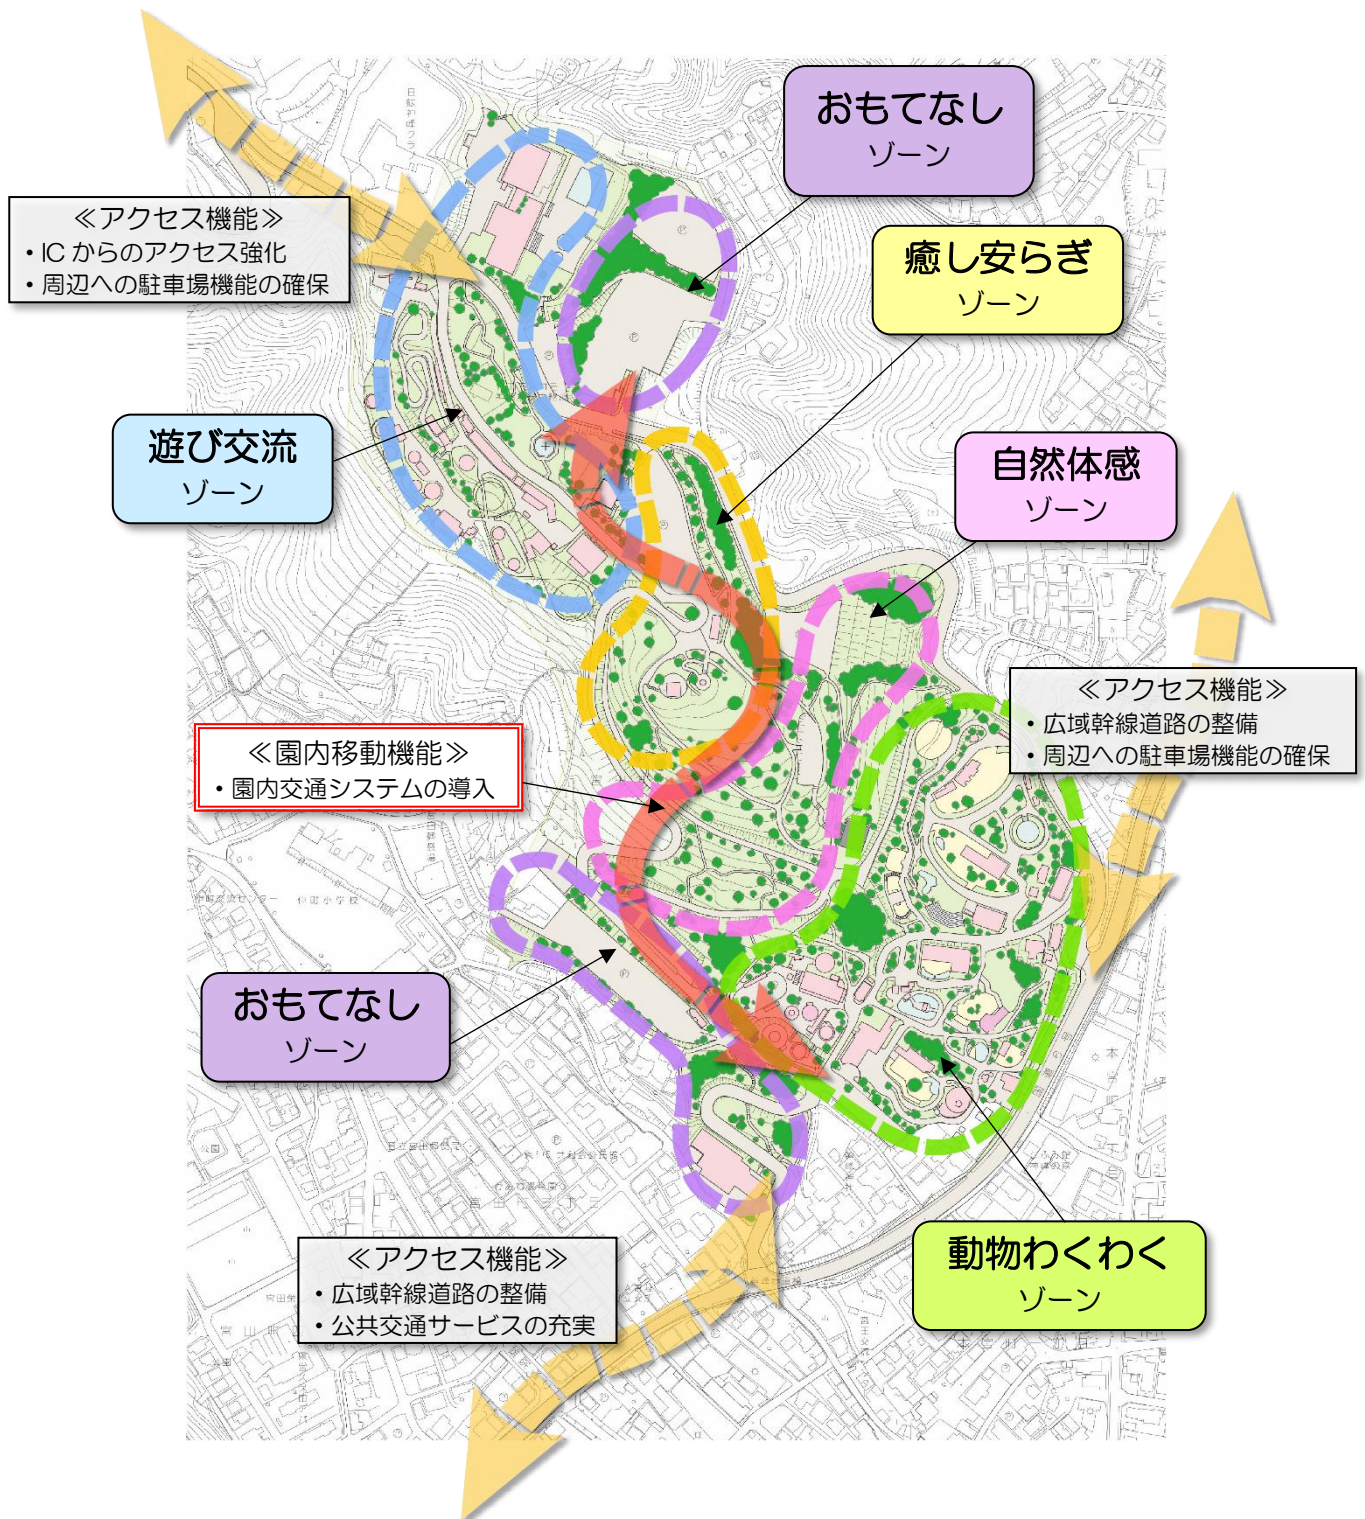 おもてなし
ゾーン
≪アクセス機能≫
・ICからのアクセス強化
・周辺への駐車場機能の確保
癒し安らぎ
ゾーン
遊び交流
ゾーン
自然体感
ゾーン
≪アクセス機能≫
・広域幹線道路の整備
・周辺への駐車場機能の確保
≪園内移動機能≫
・園内交通システムの導入
仲町小学校
おもてなし
ゾーン
≪アクセス機能≫
・広域幹線道路の整備
・公共交通サービスの充実
動物わくわく
ゾーン